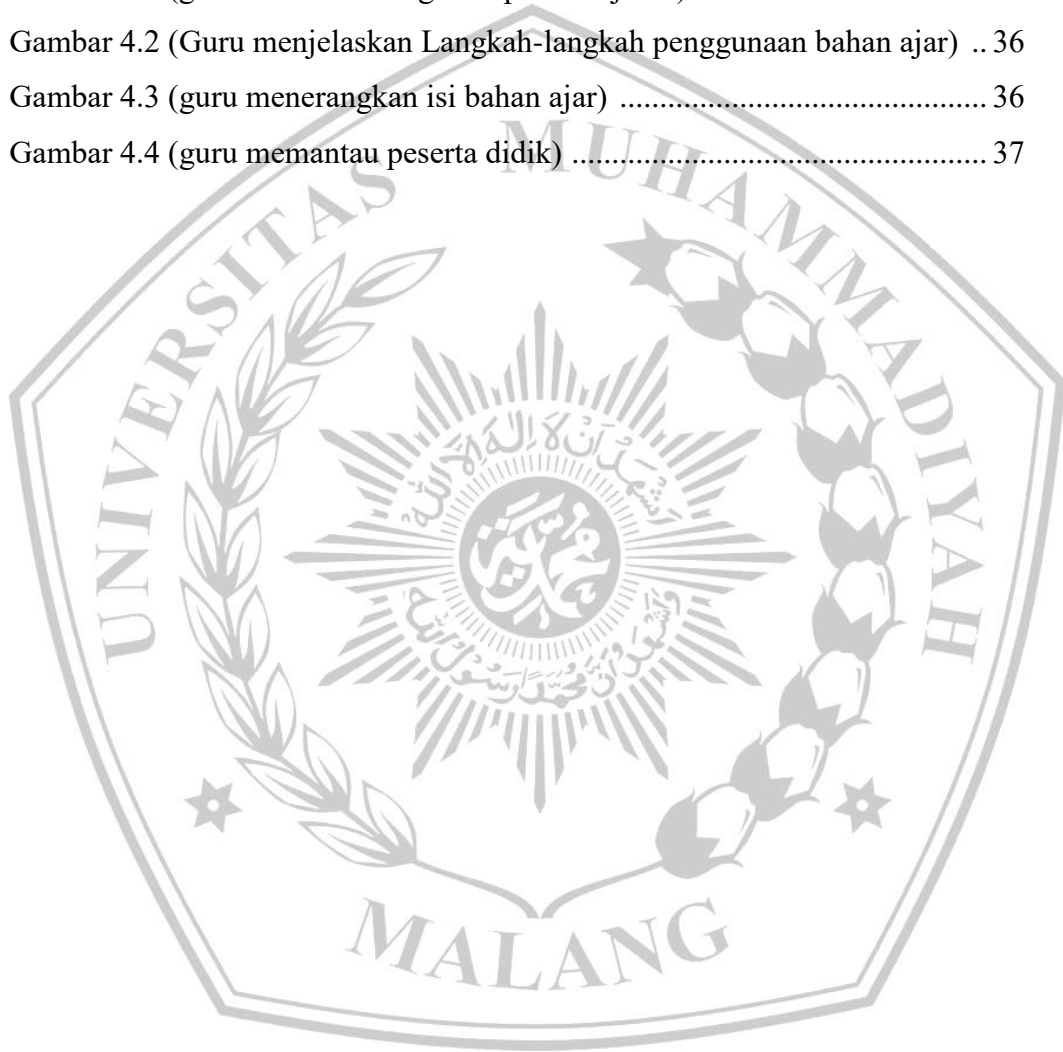 Gambar 4.2 (Guru menjelaskan Langkah-langkah penggunaan bahan ajar) .. 36
Gambar 4.3 (guru menerangkan isi bahan ajar) ............................................. 36
Gambar 4.4 (guru memantau peserta didik) ................................................... 37
UNIVERSITAS MUHAMMADIYAH
MALANG